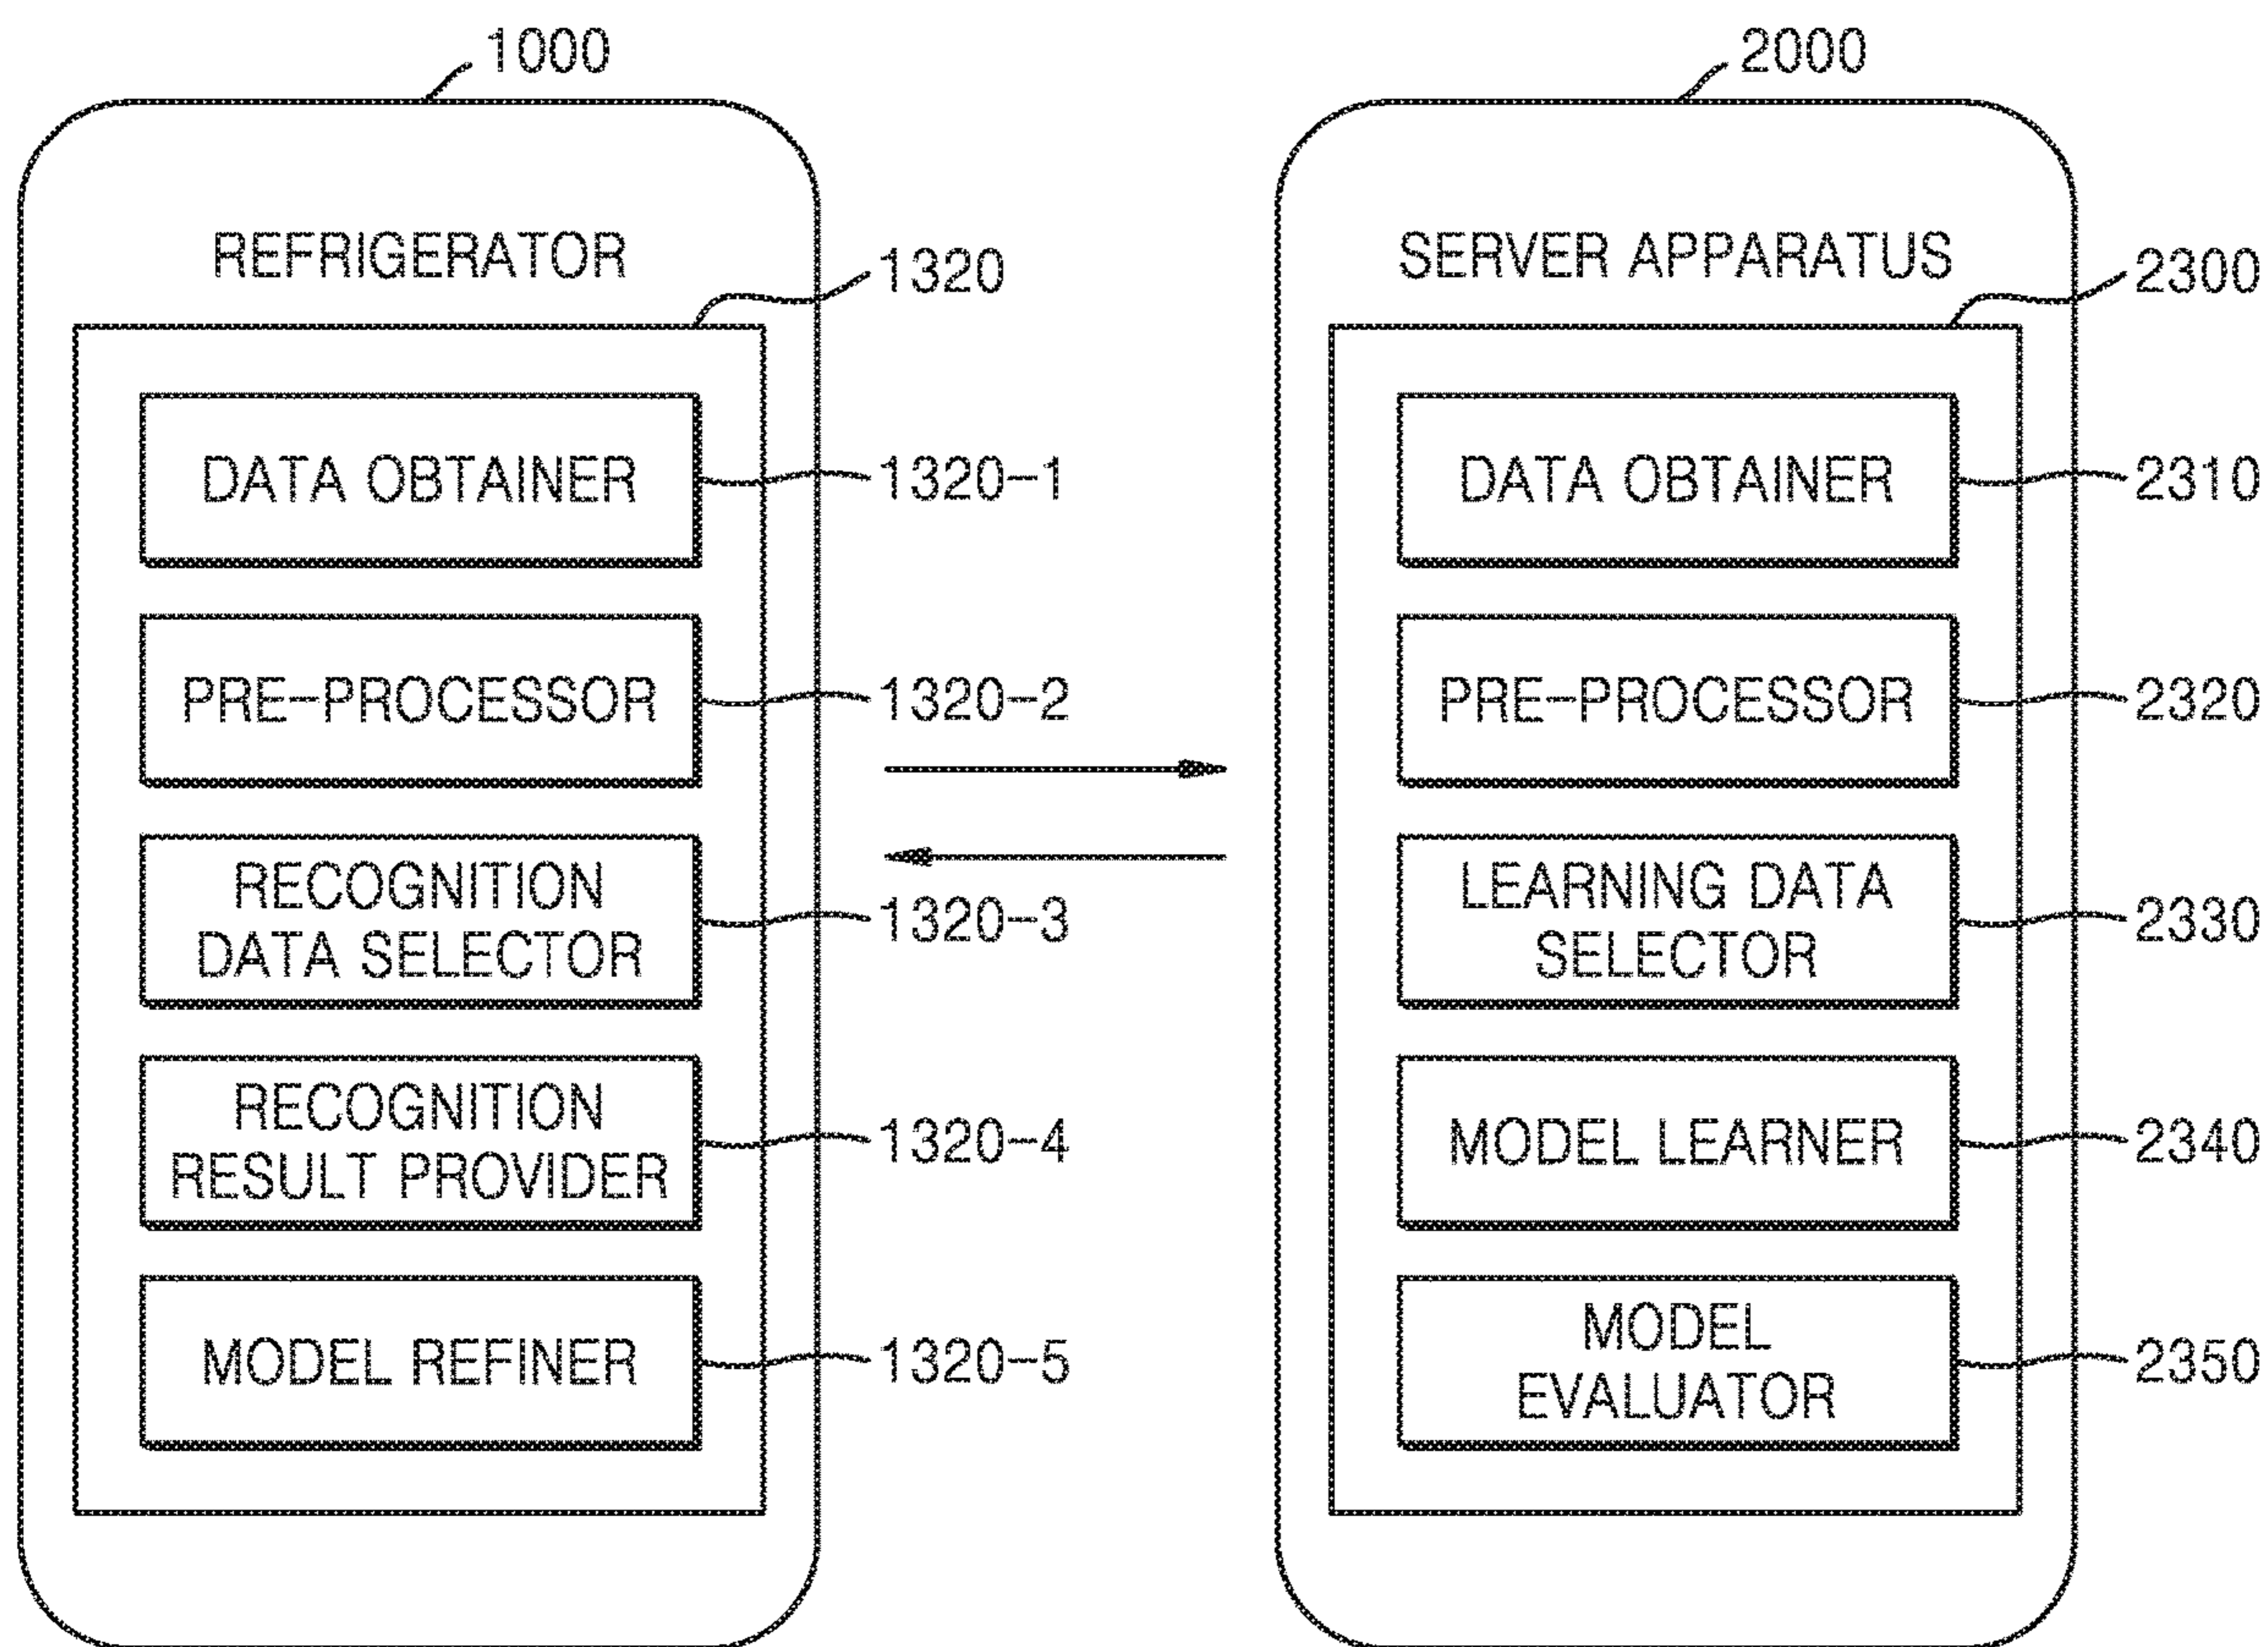 1000
REFRIGERATOR
1320
DATA OBTAINER
1320-1
PRE-PROCESSOR
1320-2
RECOGNITION
DATA SELECTOR
1320-3
RECOGNITION
RESULT PROVIDER
1320-4
MODEL REFINER
1320-5
2000
SERVER APPARATUS
2300
DATA OBTAINER
2310
PRE-PROCESSOR
2320
LEARNING DATA
SELECTOR
2330
MODEL LEARNER
2340
MODEL
EVALUATOR
2350